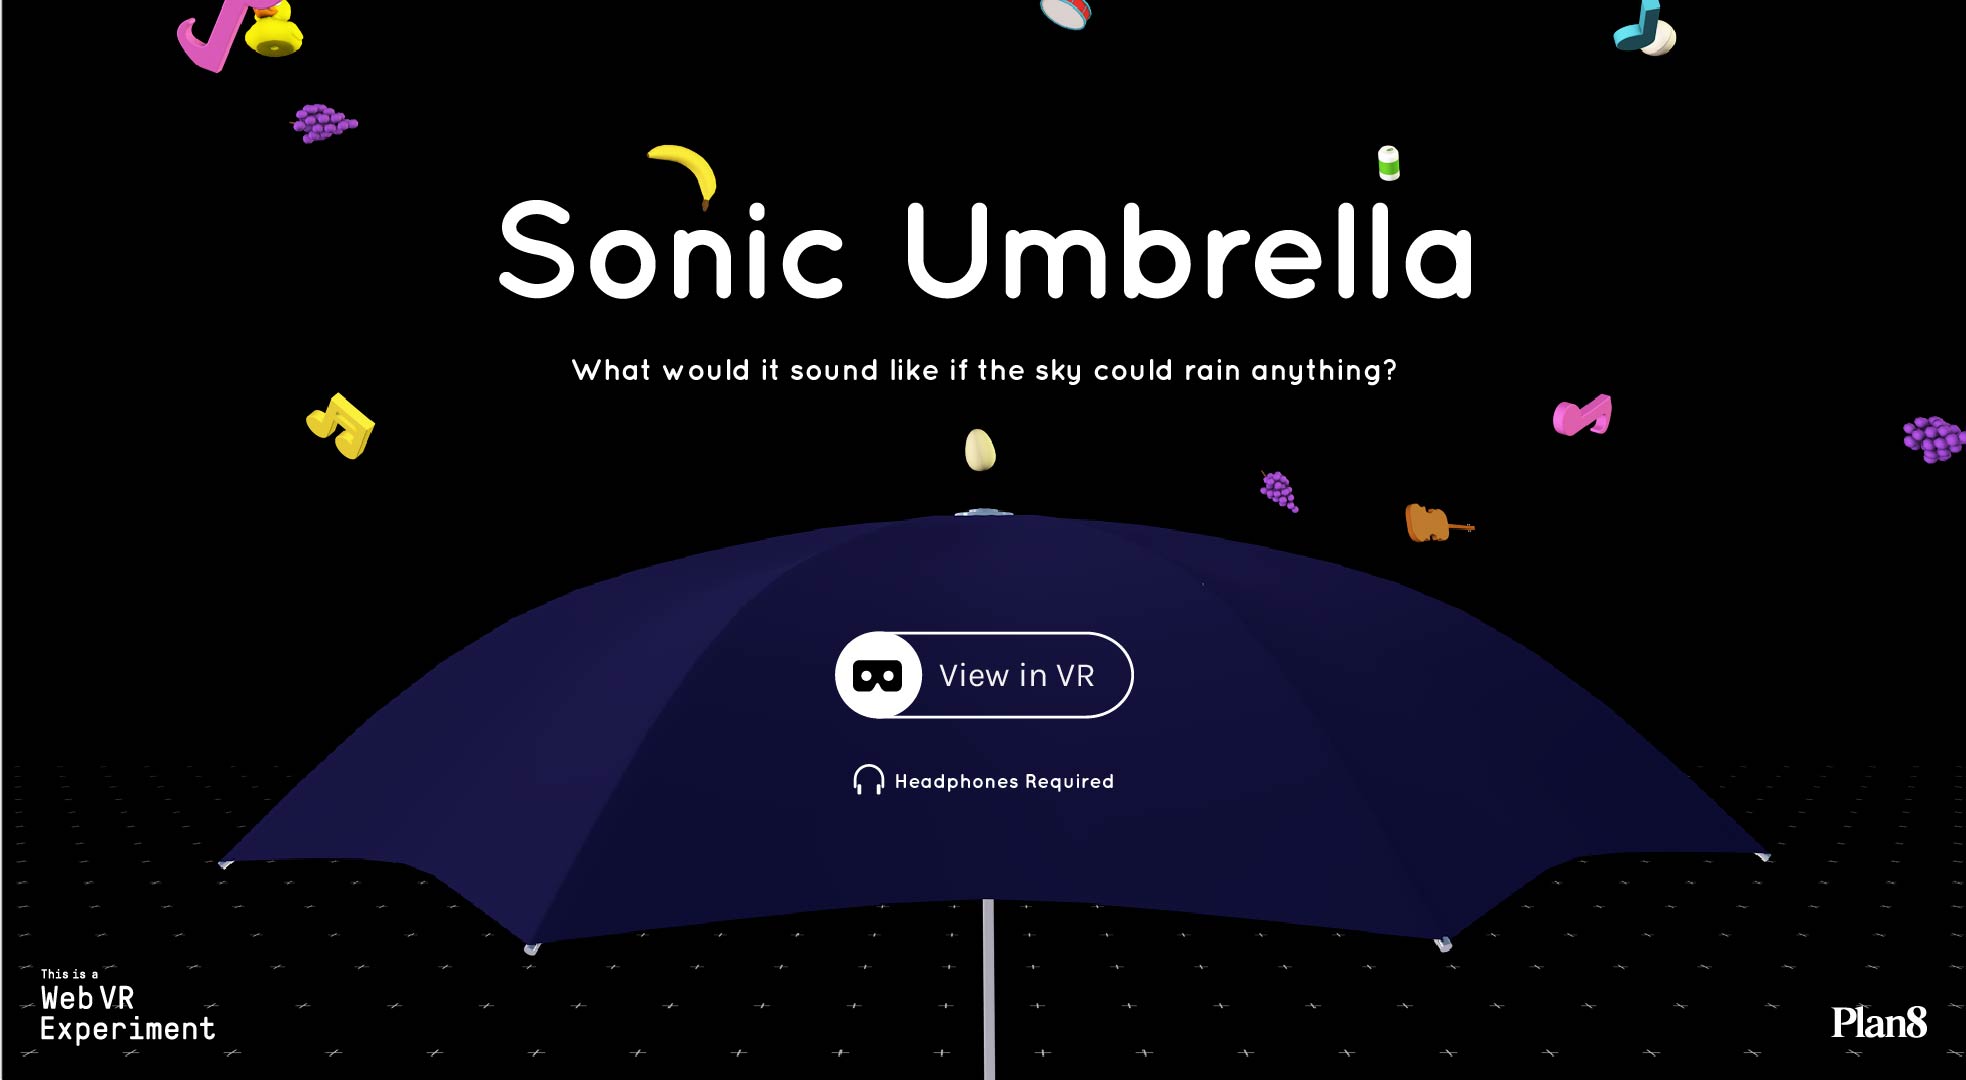 Sonic Umbrella
What would it sound like if the sky could rain anything?
View in VR
Headphones Required
This is a
Web VR
Experiment
Plan8